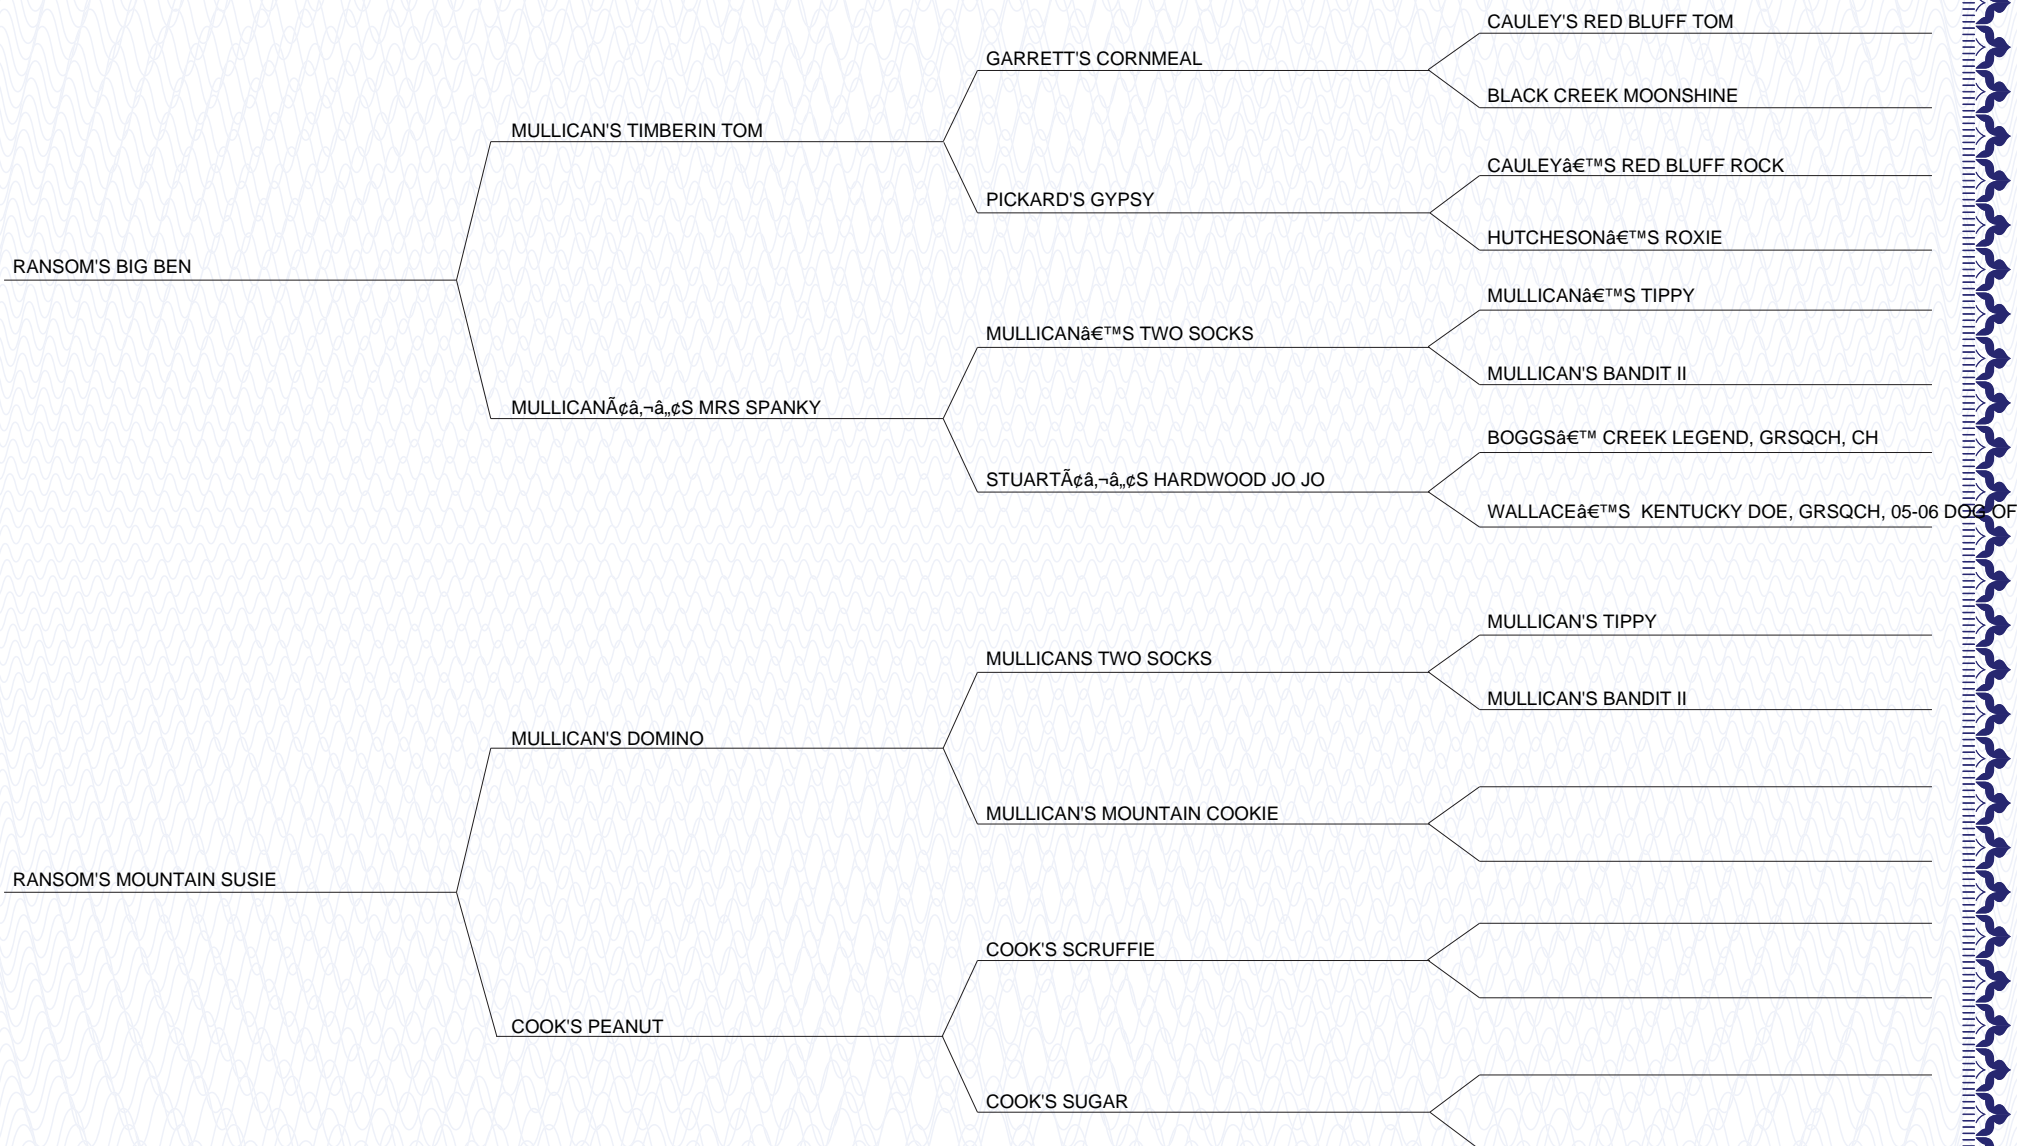 CAULEY'S RED BLUFF TOM
GARRETT'S CORNMEAL
BLACK CREEK MOONSHINE
MULLICAN'S TIMBERIN TOM
CAULEYâ€™S RED BLUFF ROCK
PICKARD'S GYPSY
HUTCHESONâ€™S ROXIE
RANSOM'S BIG BEN
MULLICANâ€™S TIPPY
MULLICANâ€™S TWO SOCKS
MULLICAN'S BANDIT II
MULLICANÃ¢â‚¬â„¢S MRS SPANKY
BOGGSâ€™ CREEK LEGEND, GRSQCH, CH
STUARTÃ¢â‚¬â„¢S HARDWOOD JO JO
WALLACEâ€™S  KENTUCKY DOE, GRSQCH, 05-06 DOG OF
MULLICAN'S TIPPY
MULLICANS TWO SOCKS
MULLICAN'S BANDIT II
MULLICAN'S DOMINO
MULLICAN'S MOUNTAIN COOKIE
RANSOM'S MOUNTAIN SUSIE
COOK'S SCRUFFIE
COOK'S PEANUT
COOK'S SUGAR